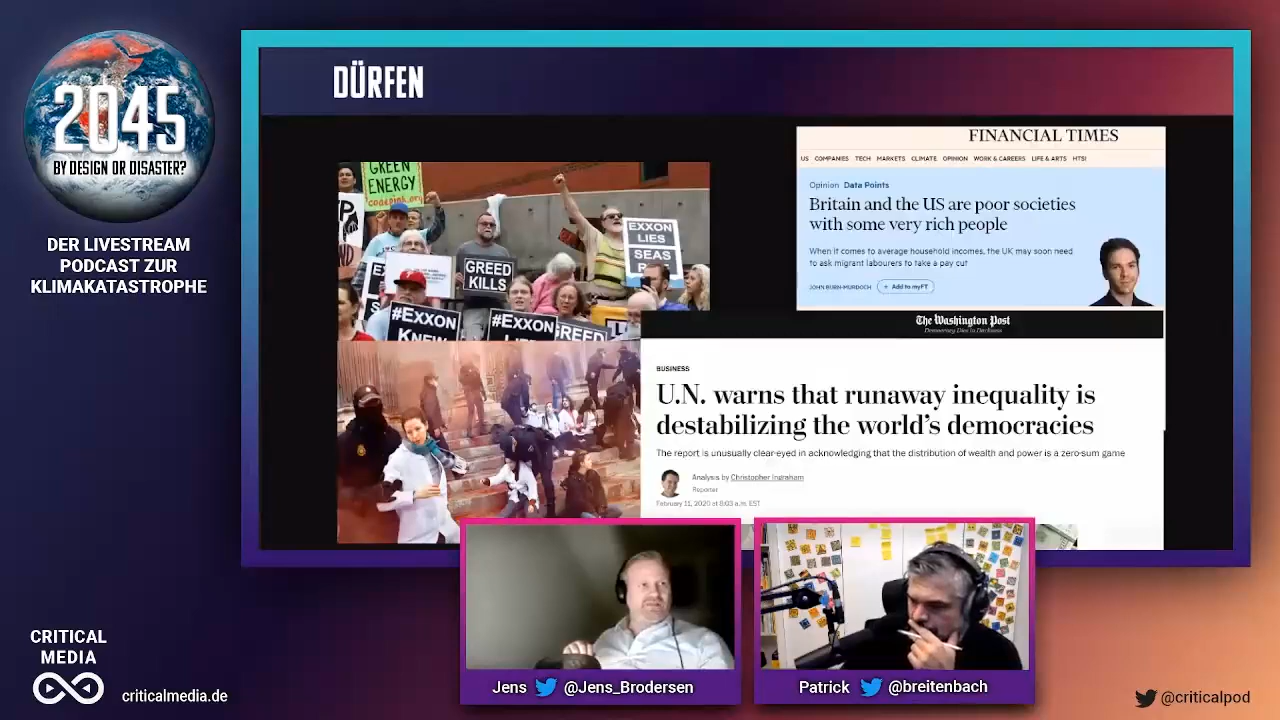 2045
BY DESIGN OR DISASTER?
DER LIVESTREAM
PODCAST ZUR
KLIMAKATASTROPHE
DÜRFEN
GREEN
ENERGY
codepink.org
GREED
KILLS
EXXON
LIES
SEAS
#EXXON
KNEW
#EXXON
GREED
FINANCIAL TIMES
US COMPANIES TECH MARKETS CLIMATE OPINION WORK & CAREERS LIFE & ARTS HTSI
Opinion Data Points
Britain and the US are poor societies
with some very rich people
When it comes to average household incomes, the UK may soon need
to ask migrant labourers to take a pay cut
JOHN BURN-MURDOCH + Add to myFT
The Washington Post
Democracy Dies in Darkness
BUSINESS
U.N. warns that runaway inequality is
destabilizing the world's democracies
The report is unusually clear-eyed in acknowledging that the distribution of wealth and power is a zero-sum game
Analysis by Christopher Ingraham
Reporter
February 11, 2020 at 8:03 a.m. EST
Jens @Jens_Brodersen
Patrick @breitenbach
CRITICAL
MEDIA
criticalmedia.de
@criticalpod